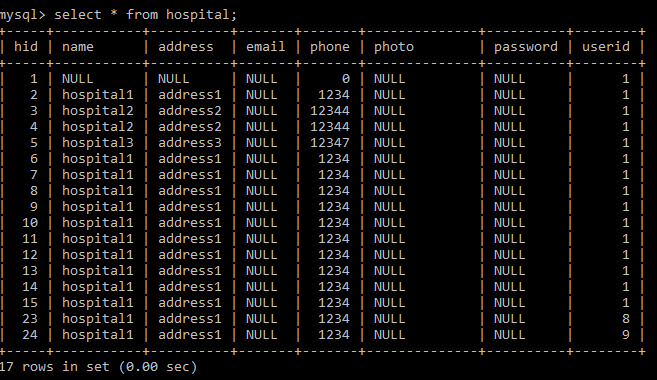 mysql> select * from hospital;
+-----+-----------+----------+-------+-------+-------------+----------+--------+
| hid | name      | address  | email | phone | photo       | password | userid |
+-----+-----------+----------+-------+-------+-------------+----------+--------+
|   1 | NULL      | NULL     | NULL  |     0 | NULL        | NULL     |      1 |
|   2 | hospital1 | address1 | NULL  |  1234 | NULL        | NULL     |      1 |
|   3 | hospital2 | address2 | NULL  | 12344 | NULL        | NULL     |      1 |
|   4 | hospital2 | address2 | NULL  | 12344 | NULL        | NULL     |      1 |
|   5 | hospital3 | address3 | NULL  | 12347 | NULL        | NULL     |      1 |
|   6 | hospital1 | address1 | NULL  |  1234 | NULL        | NULL     |      1 |
|   7 | hospital1 | address1 | NULL  |  1234 | NULL        | NULL     |      1 |
|   8 | hospital1 | address1 | NULL  |  1234 | NULL        | NULL     |      1 |
|   9 | hospital1 | address1 | NULL  |  1234 | NULL        | NULL     |      1 |
|  10 | hospital1 | address1 | NULL  |  1234 | NULL        | NULL     |      1 |
|  11 | hospital1 | address1 | NULL  |  1234 | NULL        | NULL     |      1 |
|  12 | hospital1 | address1 | NULL  |  1234 | NULL        | NULL     |      1 |
|  13 | hospital1 | address1 | NULL  |  1234 | NULL        | NULL     |      1 |
|  14 | hospital1 | address1 | NULL  |  1234 | NULL        | NULL     |      1 |
|  15 | hospital1 | address1 | NULL  |  1234 | NULL        | NULL     |      1 |
|  23 | hospital1 | address1 | NULL  |  1234 | NULL        | NULL     |      8 |
|  24 | hospital1 | address1 | NULL  |  1234 | NULL        | NULL     |      9 |
+-----+-----------+----------+-------+-------+-------------+----------+--------+
17 rows in set (0.00 sec)